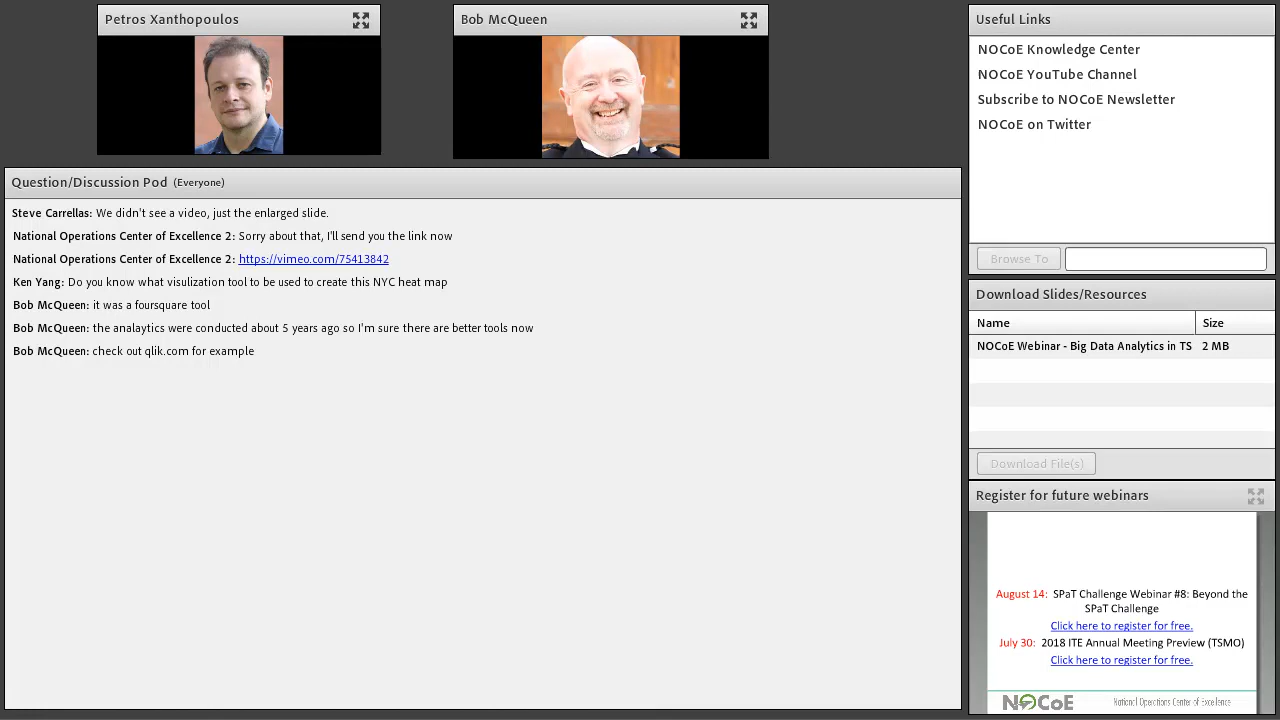 Petros Xanthopoulos
Bob McQueen
Question/Discussion Pod (Everyone)
Steve Carrellas: We didn't see a video, just the enlarged slide.
National Operations Center of Excellence 2: Sorry about that, I'll send you the link now
National Operations Center of Excellence 2: https://vimeo.com/75413842
Ken Yang: Do you know what visulization tool to be used to create this NYC heat map
Bob McQueen: it was a foursquare tool
Bob McQueen: the analaytics were conducted about 5 years ago so I'm sure there are better tools now
Bob McQueen: check out qlik.com for example
Useful Links
NOCoE Knowledge Center
NOCoE YouTube Channel
Subscribe to NOCoE Newsletter
NOCoE on Twitter
Browse To
Download Slides/Resources
Name Size
NOCoE Webinar - Big Data Analytics in TS 2 MB
Download File(s)
Register for future webinars
August 14: SPaT Challenge Webinar #8: Beyond the
SPaT Challenge
Click here to register for free.
July 30: 2018 ITE Annual Meeting Preview (TSMO)
Click here to register for free.
NOCoE National Operations Center of Excellence